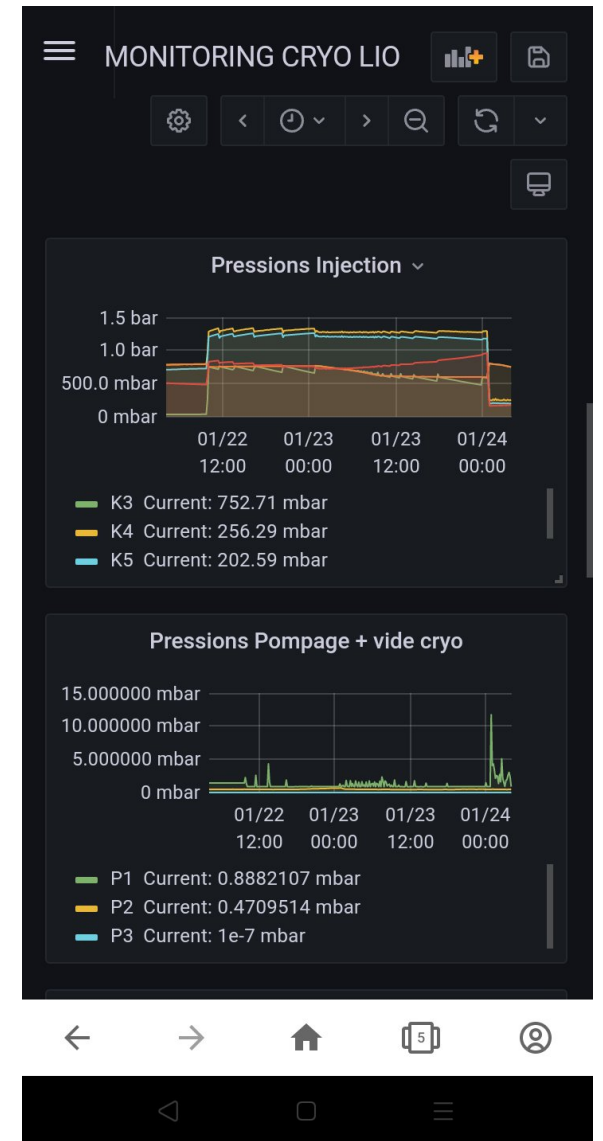 MONITORING CRYO LIO
Pressions Injection
1.5 bar
1.0 bar
500.0 mbar
0 mbar
01/22 01/23 01/23 01/24
12:00 00:00 12:00 00:00
K3 Current: 752.71 mbar
K4 Current: 256.29 mbar
K5 Current: 202.59 mbar
Pressions Pompage + vide cryo
15.000000 mbar
10.000000 mbar
5.000000 mbar
0 mbar
01/22 01/23 01/23 01/24
12:00 00:00 12:00 00:00
P1 Current: 0.8882107 mbar
P2 Current: 0.4709514 mbar
P3 Current: 1e-7 mbar
5